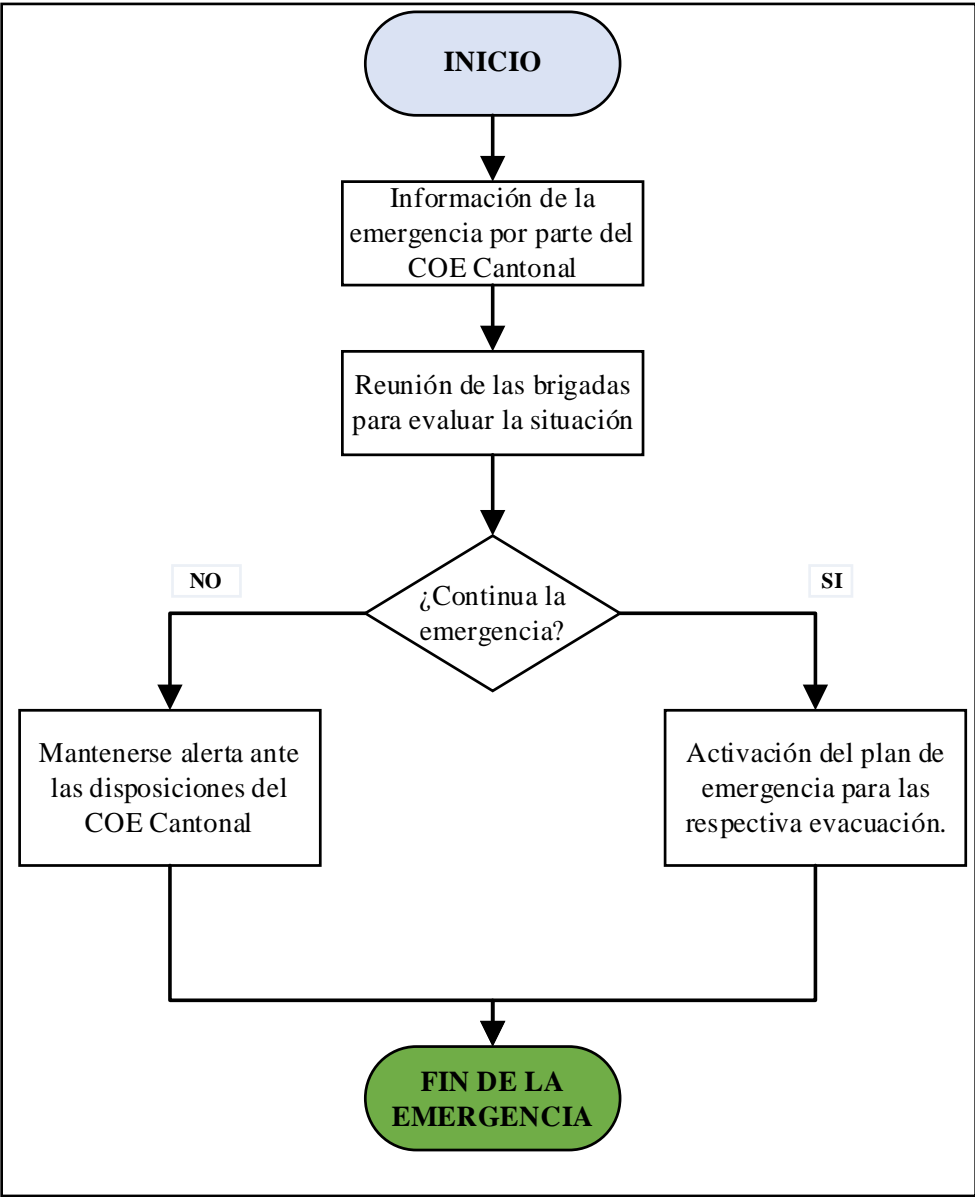 INICIO
Información de la
emergencia por parte del
COE Cantonal
Reunión de las brigadas
para evaluar la situación
¿Continua la
emergencia?
NO
SI
Mantenerse alerta ante
las disposiciones del
COE Cantonal
Activación del plan de
emergencia para las
respectiva evacuación.
FIN DE LA
EMERGENCIA